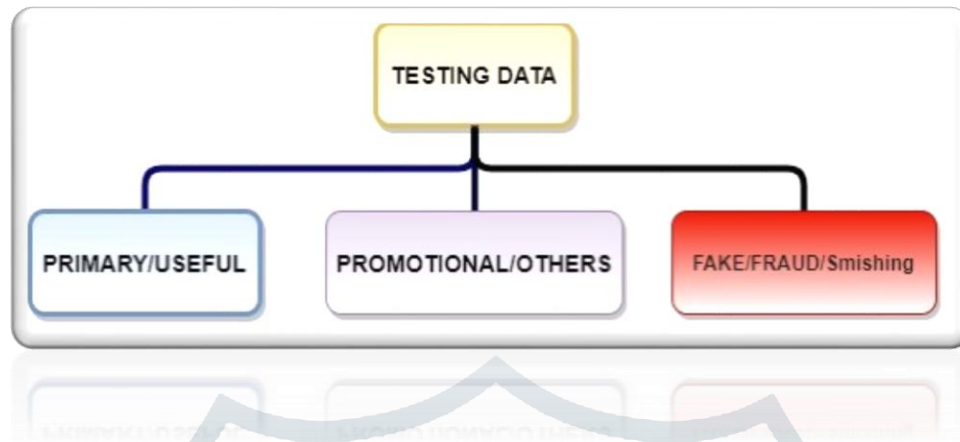 TESTING DATA
PRIMARY/USEFUL
PROMOTIONAL/OTHERS
FAKE/FRAUD/Smishing